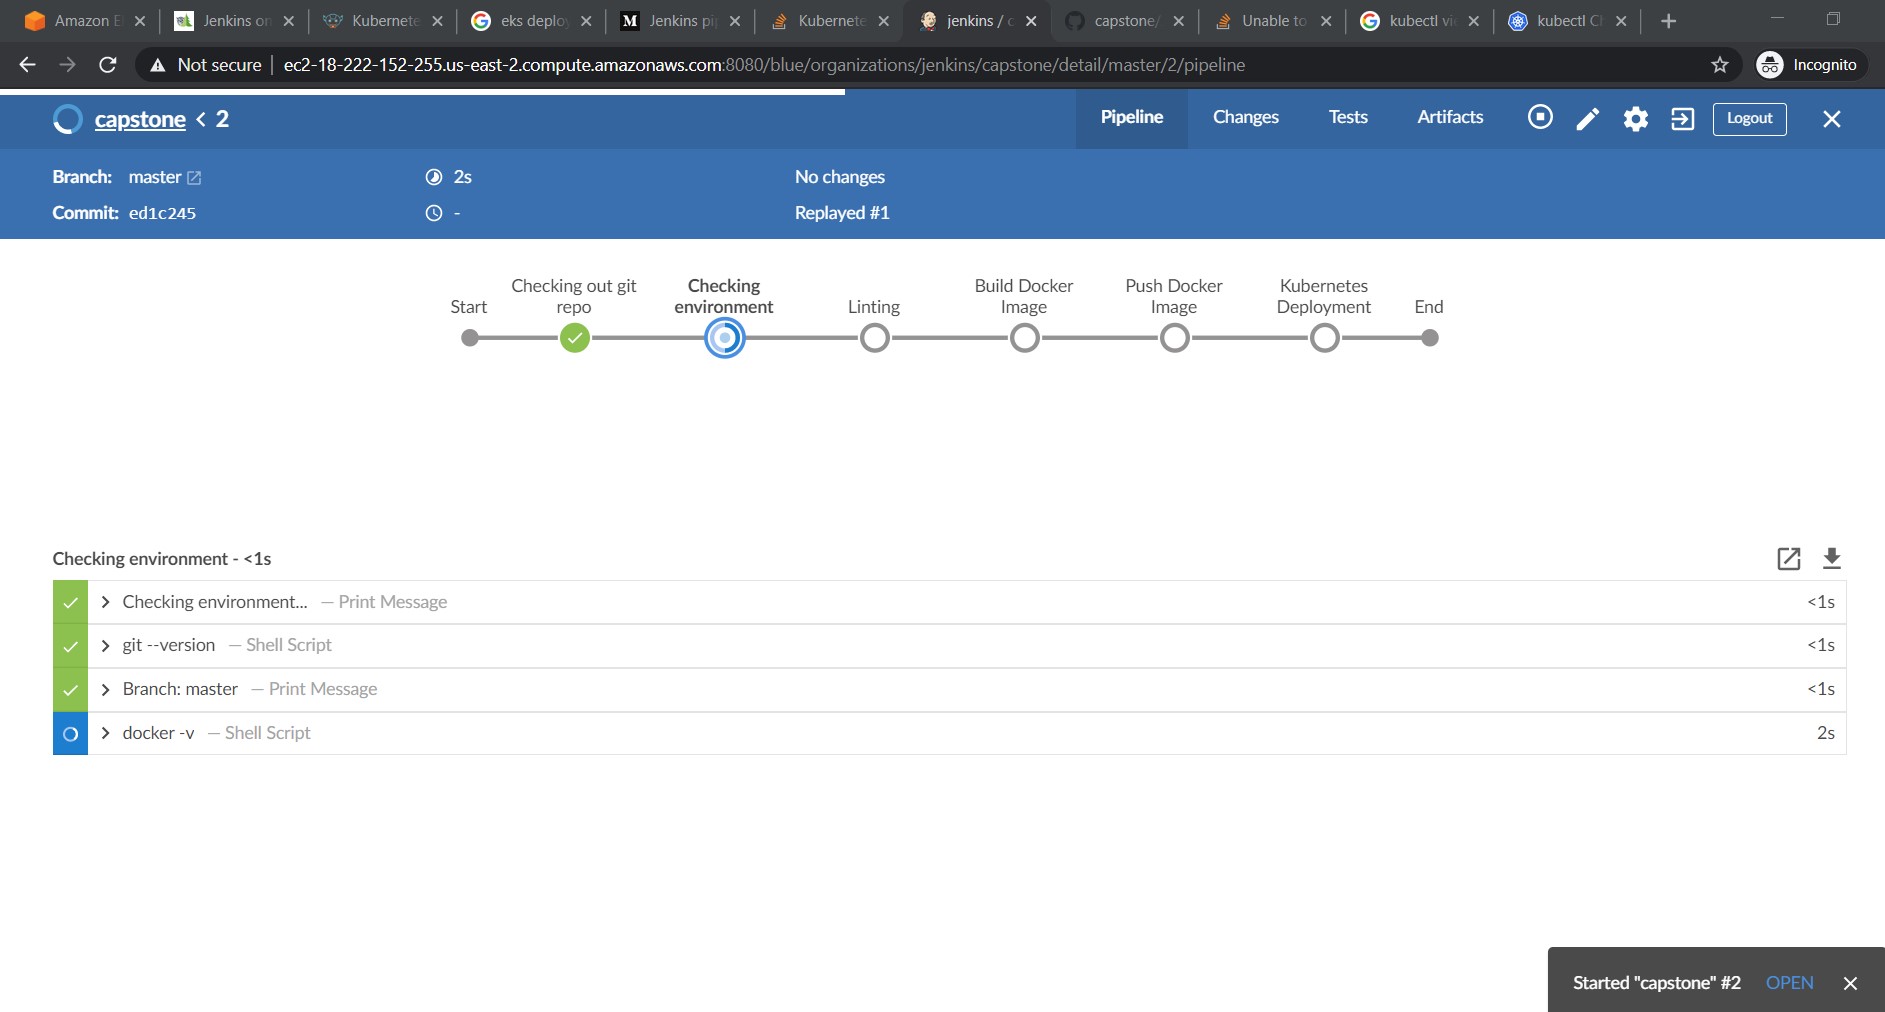 Amazon E
Jenkins on
Kubernete
eks deploy
Jenkins pip
Kubernete
jenkins / c
capstone/
Unable to
kubectl vie
kubectl Ch
Not secure
ec2-18-222-152-255.us-east-2.compute.amazonaws.com:8080/blue/organizations/jenkins/capstone/detail/master/2/pipeline
Incognito
capstone < 2
Pipeline
Changes
Tests
Artifacts
Logout
Branch: master
2s
No changes
Commit: ed1c245
-
Replayed #1
Start
Checking out git
repo
Checking
environment
Linting
Build Docker
Image
Push Docker
Image
Kubernetes
Deployment
End
Checking environment - <1s
Checking environment... — Print Message <1s
git --version — Shell Script <1s
Branch: master — Print Message <1s
docker -v — Shell Script 2s
Started "capstone" #2 OPEN